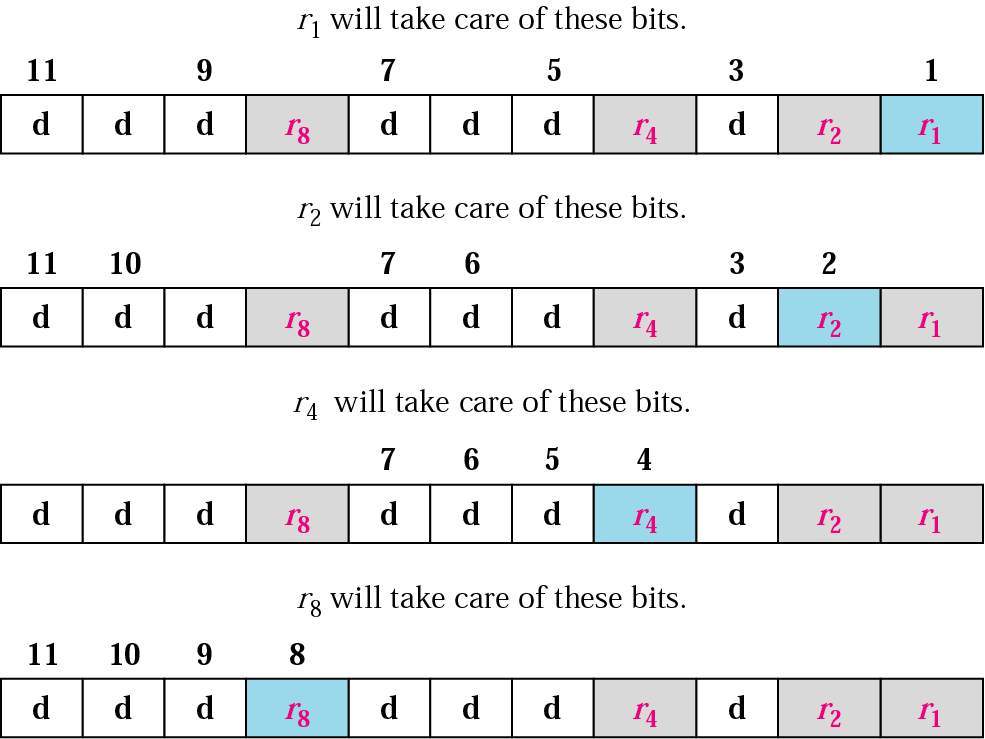 r₁ will take care of these bits.
11 9 7 5 3 1
d d d r₈ d d d r₄ d r₂ r₁
r₂ will take care of these bits.
11 10 7 6 3 2
d d d r₈ d d d r₄ d r₂ r₁
r₄ will take care of these bits.
7 6 5 4
d d d r₈ d d d r₄ d r₂ r₁
r₈ will take care of these bits.
11 10 9 8
d d d r₈ d d d r₄ d r₂ r₁